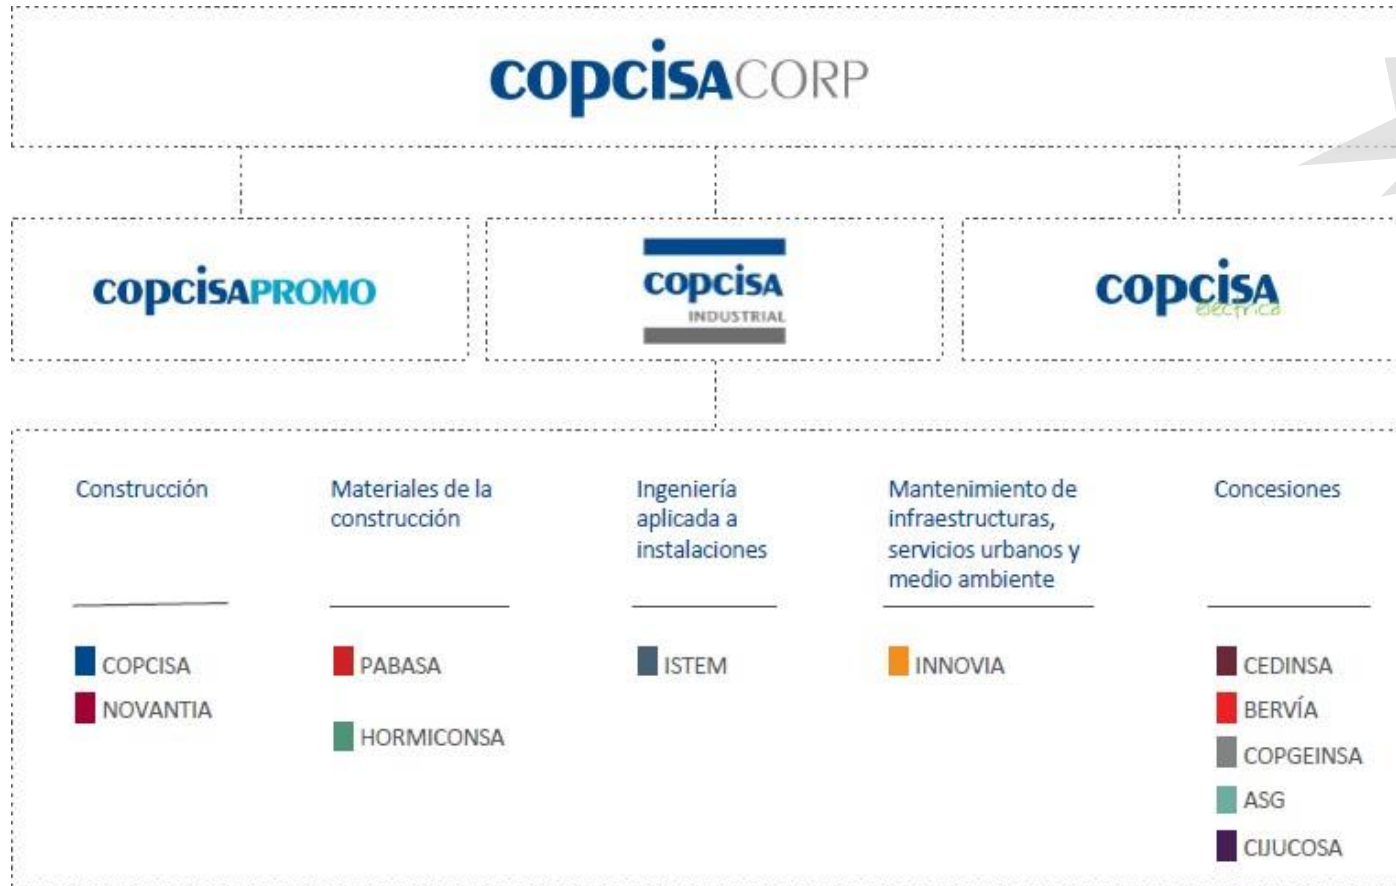 copcisaCORP
copcisaPROMO
copcisa
INDUSTRIAL
copcisa
eléctrica
Construcción
Materiales de la
construcción
Ingeniería
aplicada a
instalaciones
Mantenimiento de
infraestructuras,
servicios urbanos y
medio ambiente
Concesiones
COPCISA
NOVANTIA
PABASA
HORMICONSA
ISTEM
INNOVIA
CEDINSA
BERVÍA
COPGEINSA
ASG
CIJUCOSA